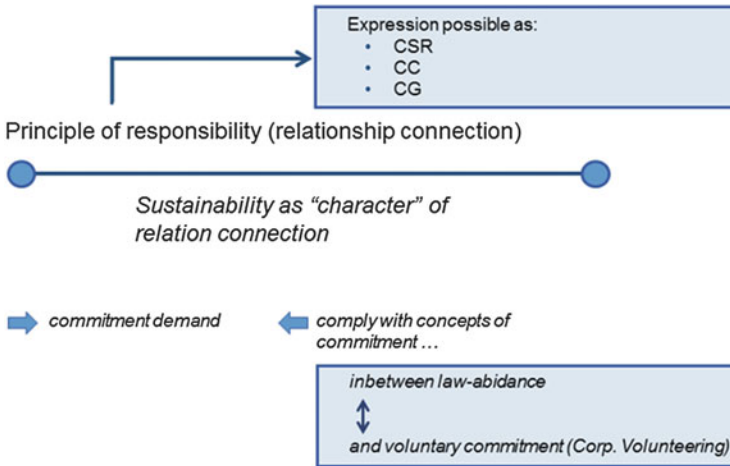 Expression possible as:
• CSR
• CC
• CG
Principle of responsibility (relationship connection)
Sustainability as “character” of
relation connection
commitment demand
comply with concepts of
commitment …
inbetween law-abidance
and voluntary commitment (Corp. Volunteering)